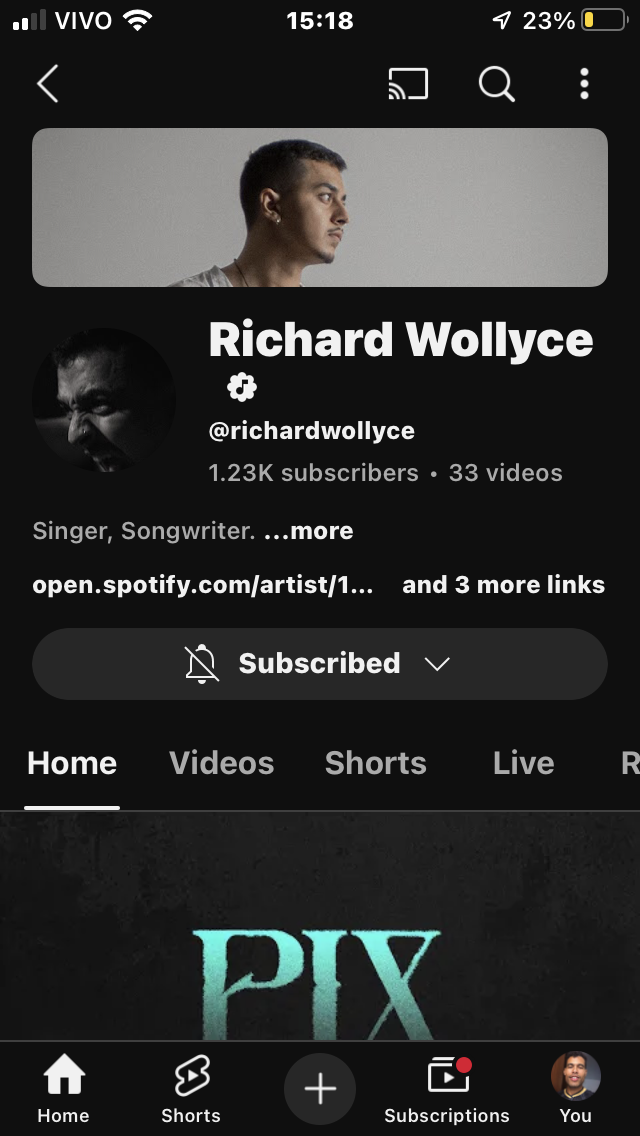 VIVO 15:18 23%
Richard Wollyce
@richardwollyce
1.23K subscribers • 33 videos
Singer, Songwriter. ...more
open.spotify.com/artist/1... and 3 more links
Subscribed
Home Videos Shorts Live R
PIX
Home Shorts Subscriptions You